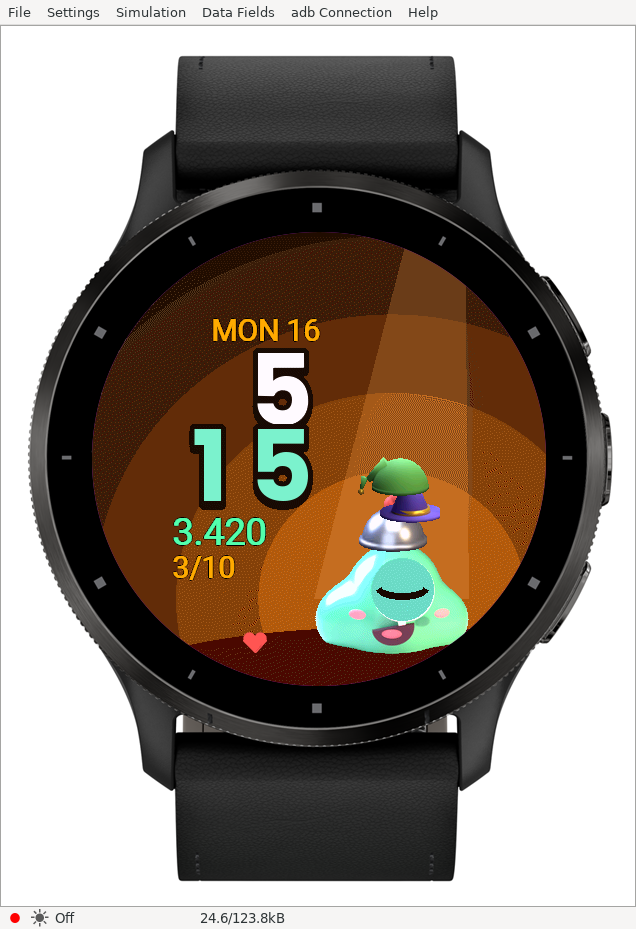 File Settings Simulation Data Fields adb Connection Help
MON 16
5
15
3.420
3/10
Off 24.6/123.8kB